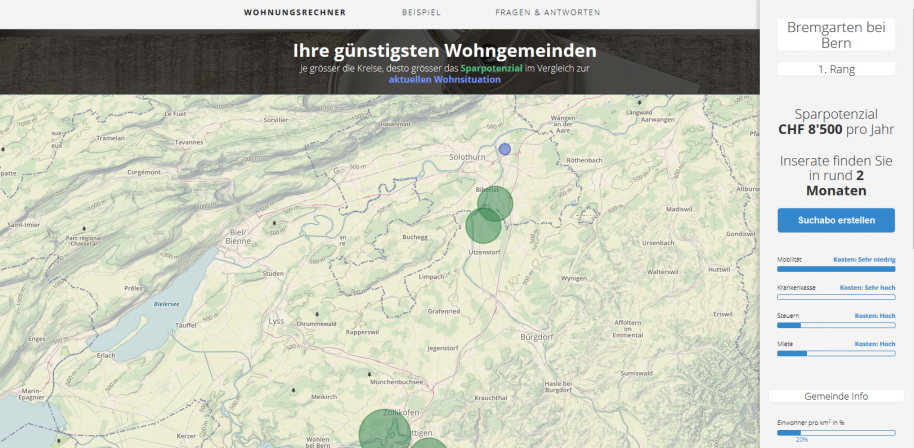 WOHNUNGSRECHNER BEISPIEL FRAGEN & ANTWORTEN
Ihre günstigsten Wohngemeinden
Je grösser die Kreise, desto grösser das Sparpotenzial im Vergleich zur
aktuellen Wohnsituation
Bremgarten bei
Bern
1. Rang
Sparpotenzial
CHF 8'500 pro Jahr
Inserate finden Sie
in rund 2
Monaten
Suchabo erstellen
Mobilität Kosten: Sehr niedrig
Krankenkasse Kosten: Sehr hoch
Steuern Kosten: Hoch
Miete Kosten: Hoch
Gemeinde Info
Einwohner pro km² in %
20%
Le Fuet
Sorvilier
Tramelan
Tavannes
Corgémont
Saint-Imier
Parc régional
Chasseral
Biel/
Bienne
Prêles
Bielersee
Täuffel
Erlach
Enges
Marin-
Epagnier
Kerzer
Studen
Lyss
Chrummewald
Rapperswil
Münchenbuchsee
Meikirch
Wohlen
bei Bern
Zollikofen
ttigen
Krauchthal
Jegenstorf
Grafenried
Limpach
Buchegg
Utzenstorf
Biberist
Solothurn
Wangen
an der
Aare
Langwald
Aarwangen
Röthenbach
Madiswil
Gondiswil
Ursenbach
Huttwil
Walterswil
Wynigen
Burgdorf
Affoltern
im
Emmental
Eriswil
Sumiswald
Hasle bei
Burgdorf
500 m
1000 m